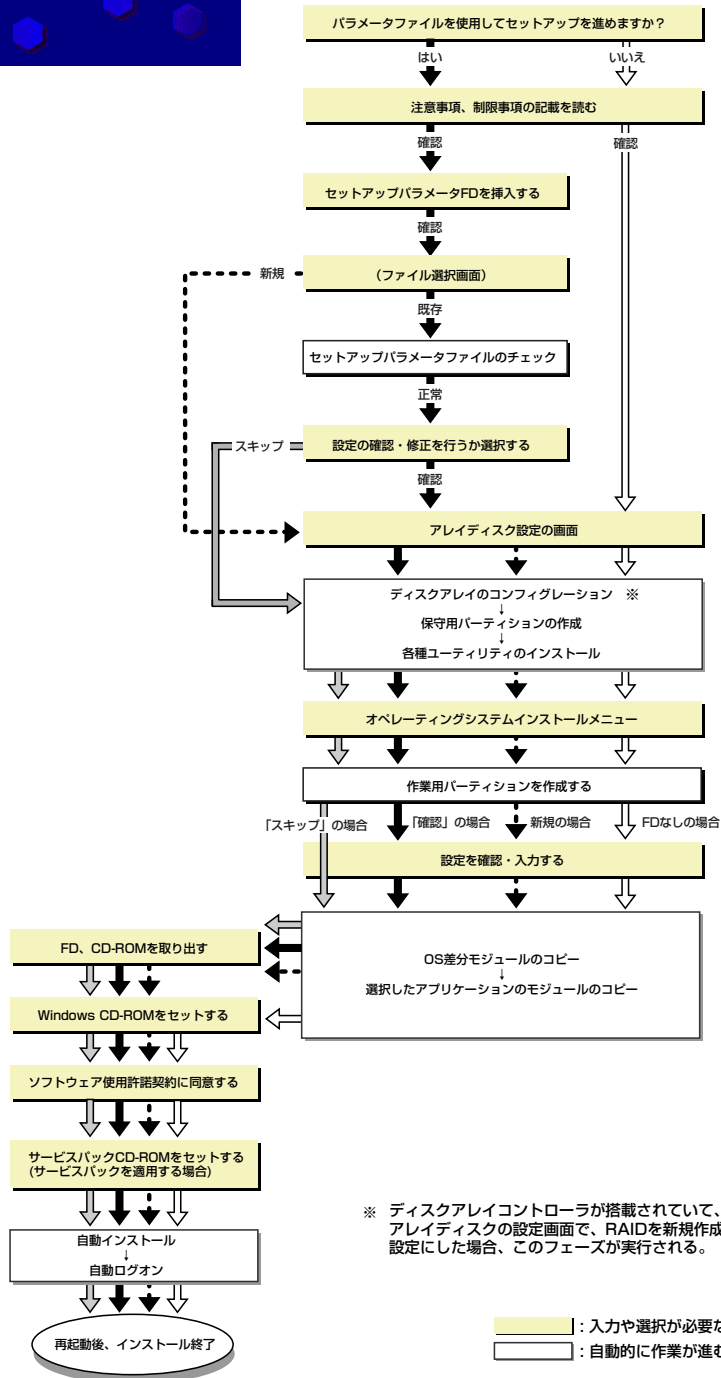 パラメータファイルを使用してセットアップを進めますか？
はい
いいえ
注意事項、制限事項の記載を読む
確認
確認
セットアップパラメータFDを挿入する
確認
新規
（ファイル選択画面）
既存
セットアップパラメータファイルのチェック
正常
スキップ
設定の確認・修正を行うか選択する
確認
アレイディスク設定の画面
ディスクアレイのコンフィグレーション ※
↓
保守用パーティションの作成
↓
各種ユーティリティのインストール
オペレーティングシステムインストールメニュー
作業用パーティションを作成する
「スキップ」の場合
「確認」の場合
新規の場合
FDなしの場合
設定を確認・入力する
OS差分モジュールのコピー
↓
選択したアプリケーションのモジュールのコピー
FD、CD-ROMを取り出す
Windows CD-ROMをセットする
ソフトウェア使用許諾契約に同意する
サービスパックCD-ROMをセットする
(サービスパックを適用する場合)
自動インストール
↓
自動ログオン
再起動後、インストール終了
※ ディスクアレイコントローラが搭載されていて、
アレイディスクの設定画面で、RAIDを新規作成
設定にした場合、このフェーズが実行される。
：入力や選択が必要な
：自動的に作業が進む